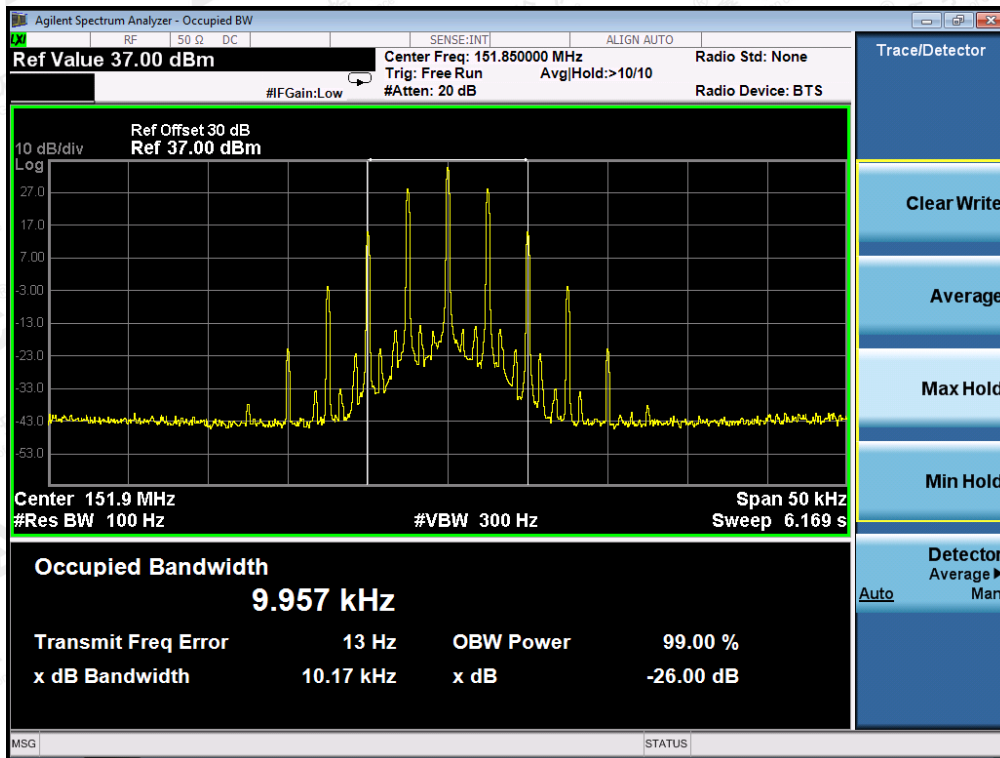 Agilent Spectrum Analyzer - Occupied BW
LXI RF 50 Ω DC SENSE:INT ALIGN AUTO
Ref Value 37.00 dBm
Center Freq: 151.850000 MHz Radio Std: None
Trig: Free Run Avg|Hold:>10/10
#IFGain:Low #Atten: 20 dB Radio Device: BTS
Ref Offset 30 dB
10 dB/div Ref 37.00 dBm
Log
27.0
17.0
7.00
-3.00
-13.0
-23.0
-33.0
-43.0
-53.0
Center 151.9 MHz Span 50 kHz
#Res BW 100 Hz #VBW 300 Hz Sweep 6.169 s
Occupied Bandwidth
9.957 kHz
Transmit Freq Error 13 Hz OBW Power 99.00 %
x dB Bandwidth 10.17 kHz x dB -26.00 dB
MSG STATUS
Trace/Detector
Clear Write
Average
Max Hold
Min Hold
Detector
Average
Auto Man